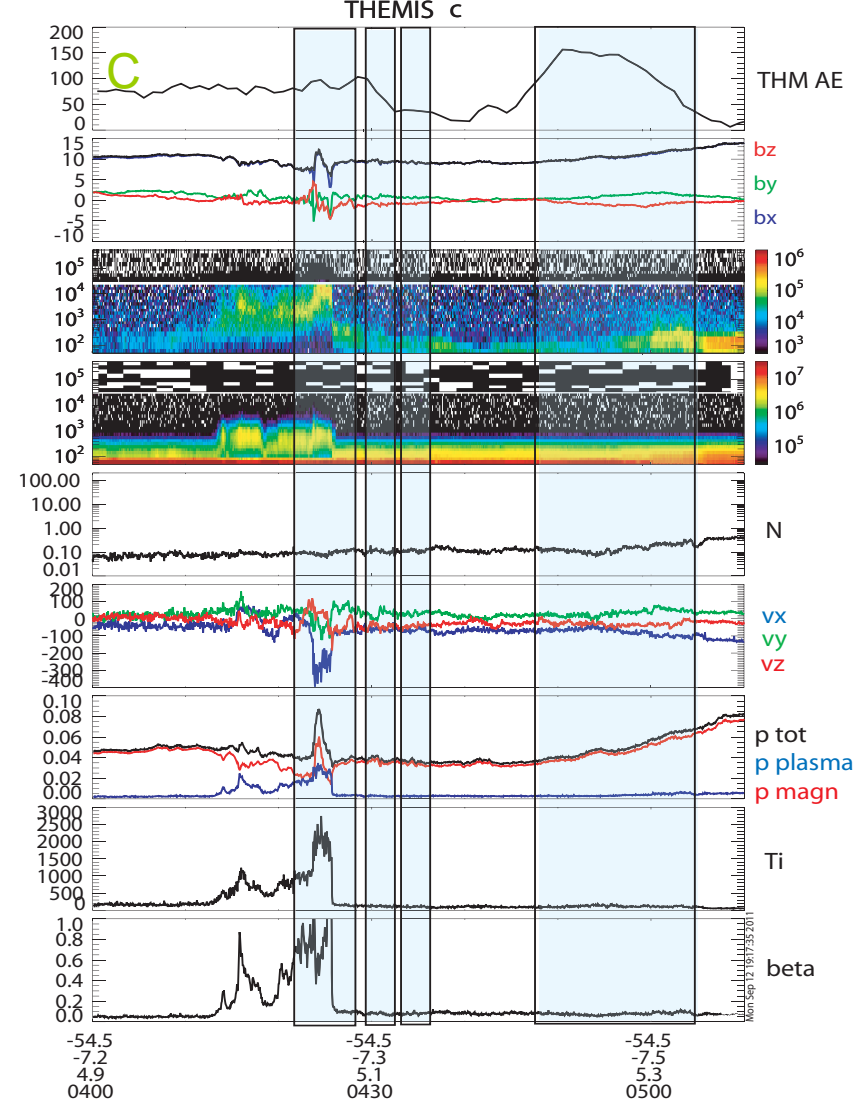 THEMIS c
C
200
150
100
50
0
THM AE
15
10
5
0
-5
-10
bz
by
bx
10^5
10^4
10^3
10^2
10^6
10^5
10^4
10^3
10^5
10^4
10^3
10^2
10^7
10^6
10^5
100.00
10.00
1.00
0.10
0.01
N
200
100
0
-100
-200
-300
-400
vx
vy
vz
0.10
0.08
0.06
0.04
0.02
0.00
p tot
p plasma
p magn
3000
2500
2000
1500
1000
500
0
Ti
1.0
0.8
0.6
0.4
0.2
0.0
beta
Mon Sep 12 19:17:35 2011
-54.5 -54.5 -54.5
-7.2 -7.3 -7.5
4.9 5.1 5.3
0400 0430 0500